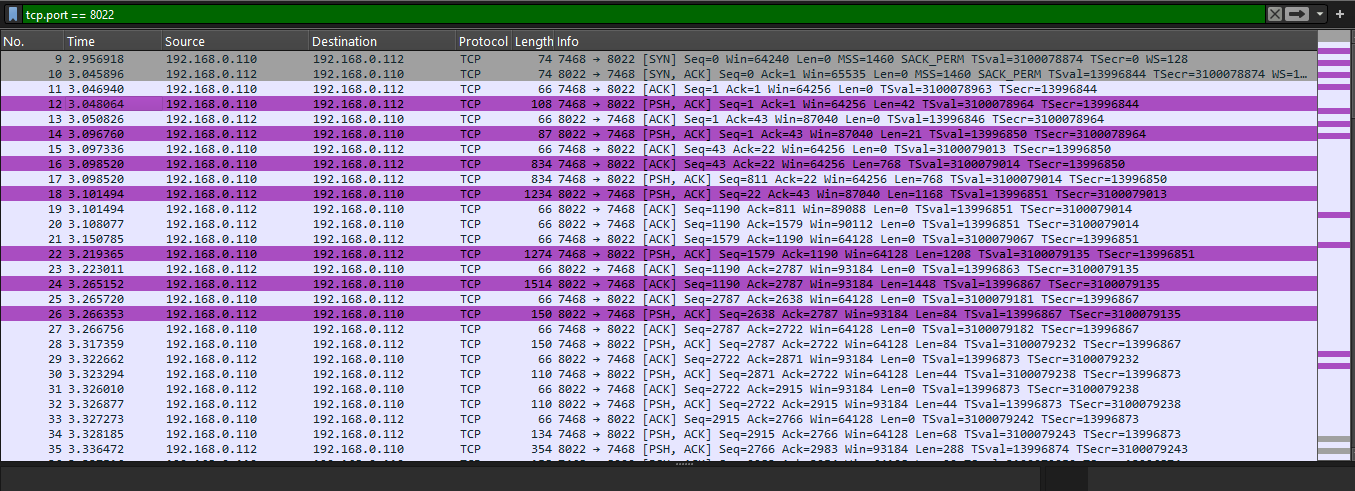 tcp.port == 8022
No. Time Source Destination Protocol Length Info
9 2.956918 192.168.0.110 192.168.0.112 TCP 74 7468 → 8022 [SYN] Seq=0 Win=64240 Len=0 MSS=1460 SACK_PERM TSval=3100078874 TSecr=0 WS=128
10 3.045896 192.168.0.112 192.168.0.110 TCP 74 8022 → 7468 [SYN, ACK] Seq=0 Ack=1 Win=65535 Len=0 MSS=1460 SACK_PERM TSval=13996844 TSecr=3100078874 WS=1…
11 3.046940 192.168.0.110 192.168.0.112 TCP 66 7468 → 8022 [ACK] Seq=1 Ack=1 Win=64256 Len=0 TSval=3100078963 TSecr=13996844
12 3.048064 192.168.0.110 192.168.0.112 TCP 108 7468 → 8022 [PSH, ACK] Seq=1 Ack=1 Win=64256 Len=42 TSval=3100078964 TSecr=13996844
13 3.050826 192.168.0.112 192.168.0.110 TCP 66 8022 → 7468 [ACK] Seq=1 Ack=43 Win=87040 Len=0 TSval=13996846 TSecr=3100078964
14 3.096760 192.168.0.112 192.168.0.110 TCP 87 8022 → 7468 [PSH, ACK] Seq=1 Ack=43 Win=87040 Len=21 TSval=13996850 TSecr=3100078964
15 3.097336 192.168.0.110 192.168.0.112 TCP 66 7468 → 8022 [ACK] Seq=43 Ack=22 Win=64256 Len=0 TSval=3100079013 TSecr=13996850
16 3.098520 192.168.0.110 192.168.0.112 TCP 834 7468 → 8022 [PSH, ACK] Seq=43 Ack=22 Win=64256 Len=768 TSval=3100079014 TSecr=13996850
17 3.098520 192.168.0.110 192.168.0.112 TCP 834 7468 → 8022 [PSH, ACK] Seq=811 Ack=22 Win=64256 Len=768 TSval=3100079014 TSecr=13996850
18 3.101494 192.168.0.112 192.168.0.110 TCP 1234 8022 → 7468 [PSH, ACK] Seq=22 Ack=43 Win=87040 Len=1168 TSval=13996851 TSecr=3100079013
19 3.101494 192.168.0.112 192.168.0.110 TCP 66 8022 → 7468 [ACK] Seq=1190 Ack=811 Win=89088 Len=0 TSval=13996851 TSecr=3100079014
20 3.108077 192.168.0.112 192.168.0.110 TCP 66 8022 → 7468 [ACK] Seq=1190 Ack=1579 Win=90112 Len=0 TSval=13996851 TSecr=3100079014
21 3.150785 192.168.0.110 192.168.0.112 TCP 66 7468 → 8022 [ACK] Seq=1579 Ack=1190 Win=64128 Len=0 TSval=3100079067 TSecr=13996851
22 3.219365 192.168.0.110 192.168.0.112 TCP 1274 7468 → 8022 [PSH, ACK] Seq=1579 Ack=1190 Win=64128 Len=1208 TSval=3100079135 TSecr=13996851
23 3.223011 192.168.0.112 192.168.0.110 TCP 66 8022 → 7468 [ACK] Seq=1190 Ack=2787 Win=93184 Len=0 TSval=13996863 TSecr=3100079135
24 3.265152 192.168.0.112 192.168.0.110 TCP 1514 8022 → 7468 [ACK] Seq=1190 Ack=2787 Win=93184 Len=1448 TSval=13996867 TSecr=3100079135
25 3.265720 192.168.0.110 192.168.0.112 TCP 66 7468 → 8022 [ACK] Seq=2787 Ack=2638 Win=64128 Len=0 TSval=3100079181 TSecr=13996867
26 3.266353 192.168.0.112 192.168.0.110 TCP 150 8022 → 7468 [PSH, ACK] Seq=2638 Ack=2787 Win=93184 Len=84 TSval=13996867 TSecr=3100079135
27 3.266756 192.168.0.110 192.168.0.112 TCP 66 7468 → 8022 [ACK] Seq=2787 Ack=2722 Win=64128 Len=0 TSval=3100079182 TSecr=13996867
28 3.317359 192.168.0.110 192.168.0.112 TCP 150 7468 → 8022 [PSH, ACK] Seq=2787 Ack=2722 Win=64128 Len=84 TSval=3100079232 TSecr=13996867
29 3.322662 192.168.0.112 192.168.0.110 TCP 66 8022 → 7468 [ACK] Seq=2722 Ack=2871 Win=93184 Len=0 TSval=13996873 TSecr=3100079232
30 3.323294 192.168.0.110 192.168.0.112 TCP 110 7468 → 8022 [PSH, ACK] Seq=2871 Ack=2722 Win=64128 Len=44 TSval=3100079238 TSecr=13996873
31 3.326010 192.168.0.112 192.168.0.110 TCP 66 8022 → 7468 [ACK] Seq=2722 Ack=2915 Win=93184 Len=0 TSval=13996873 TSecr=3100079238
32 3.326877 192.168.0.112 192.168.0.110 TCP 110 8022 → 7468 [PSH, ACK] Seq=2722 Ack=2915 Win=93184 Len=44 TSval=13996873 TSecr=3100079238
33 3.327273 192.168.0.110 192.168.0.112 TCP 66 7468 → 8022 [ACK] Seq=2915 Ack=2766 Win=64128 Len=0 TSval=3100079242 TSecr=13996873
34 3.328185 192.168.0.110 192.168.0.112 TCP 134 7468 → 8022 [PSH, ACK] Seq=2915 Ack=2766 Win=64128 Len=68 TSval=3100079243 TSecr=13996873
35 3.336472 192.168.0.112 192.168.0.110 TCP 354 8022 → 7468 [PSH, ACK] Seq=2766 Ack=2983 Win=93184 Len=288 TSval=13996874 TSecr=3100079243